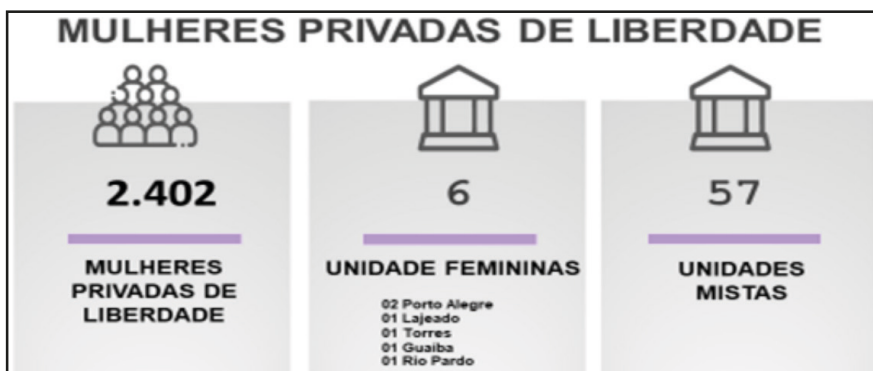 MULHERES PRIVADAS DE LIBERDADE
2.402
MULHERES
PRIVADAS DE
LIBERDADE
6
UNIDADE FEMININAS
02 Porto Alegre
01 Lajeado
01 Torres
01 Guaiba
01 Rio Pardo
57
UNIDADES
MISTAS